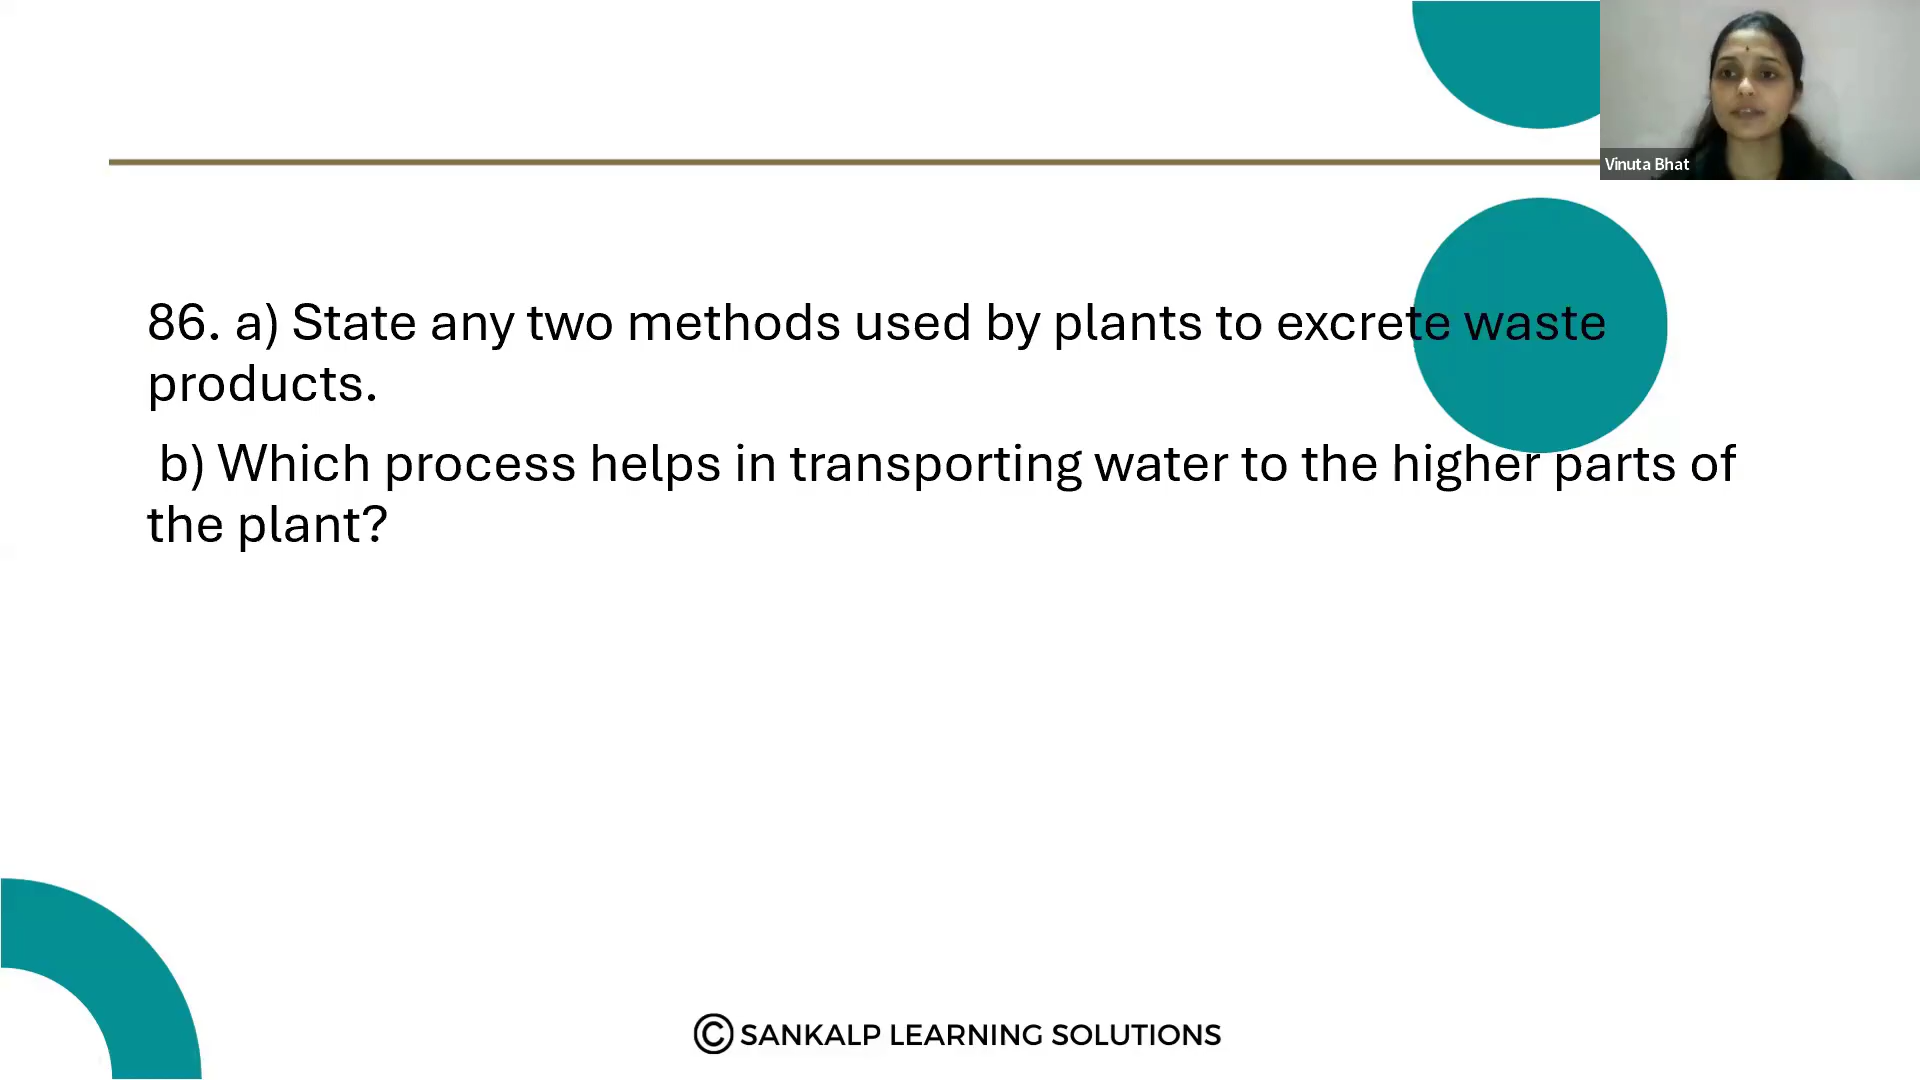 Vinuta Bhat
86. a) State any two methods used by plants to excrete waste
products.
b) Which process helps in transporting water to the higher parts of
the plant?
© SANKALP LEARNING SOLUTIONS